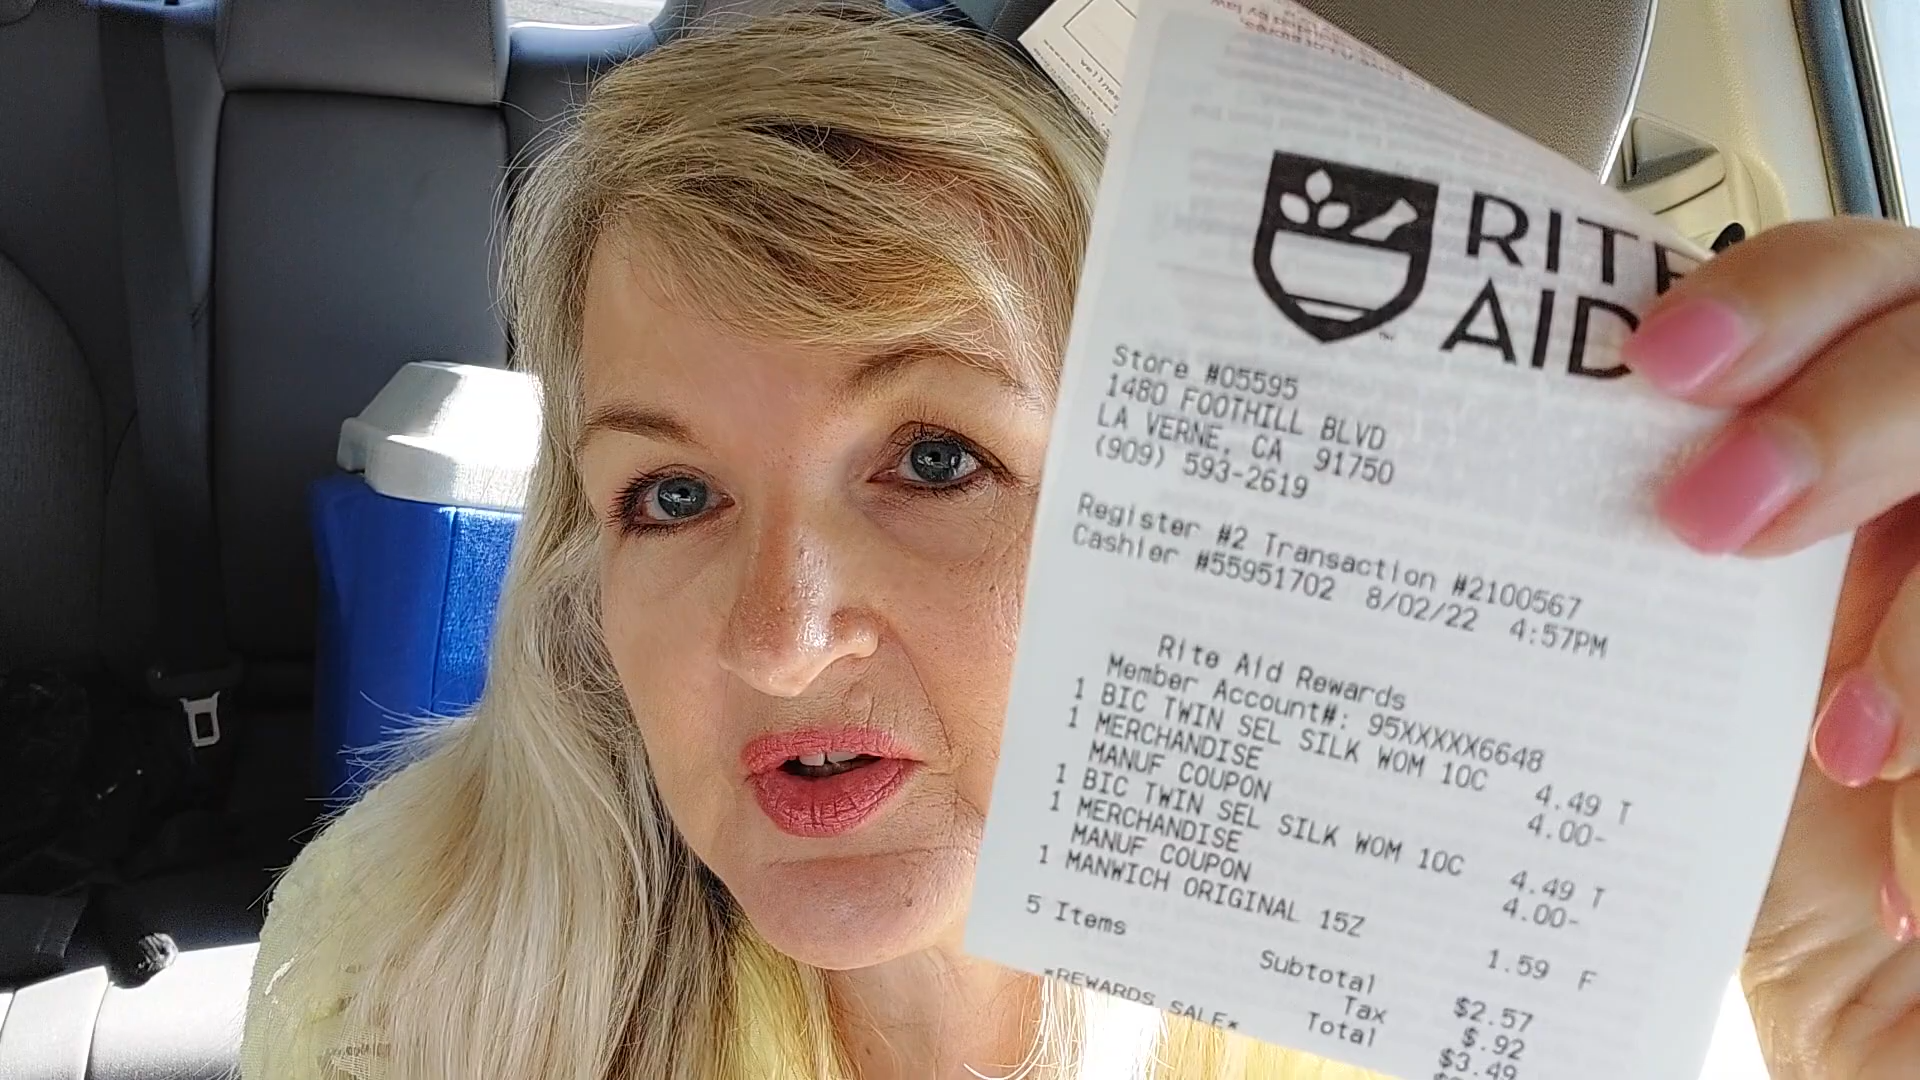 RITE
AID
Store #05595
1480 FOOTHILL BLVD
LA VERNE, CA 91750
(909) 593-2619
Register #2 Transaction #2100567
Cashier #55951702 8/02/22 4:57PM
Rite Aid Rewards
Member Account#: 95XXXXX6648
1 BIC TWIN SEL SILK WOM 10C 4.49 T
1 MERCHANDISE 4.00-
MANUF COUPON
1 BIC TWIN SEL SILK WOM 10C 4.49 T
1 MERCHANDISE 4.00-
MANUF COUPON
1 MANWICH ORIGINAL 15Z 1.59 F
5 Items
Subtotal $2.57
Tax $.92
Total $3.49
*REWARDS SALE*